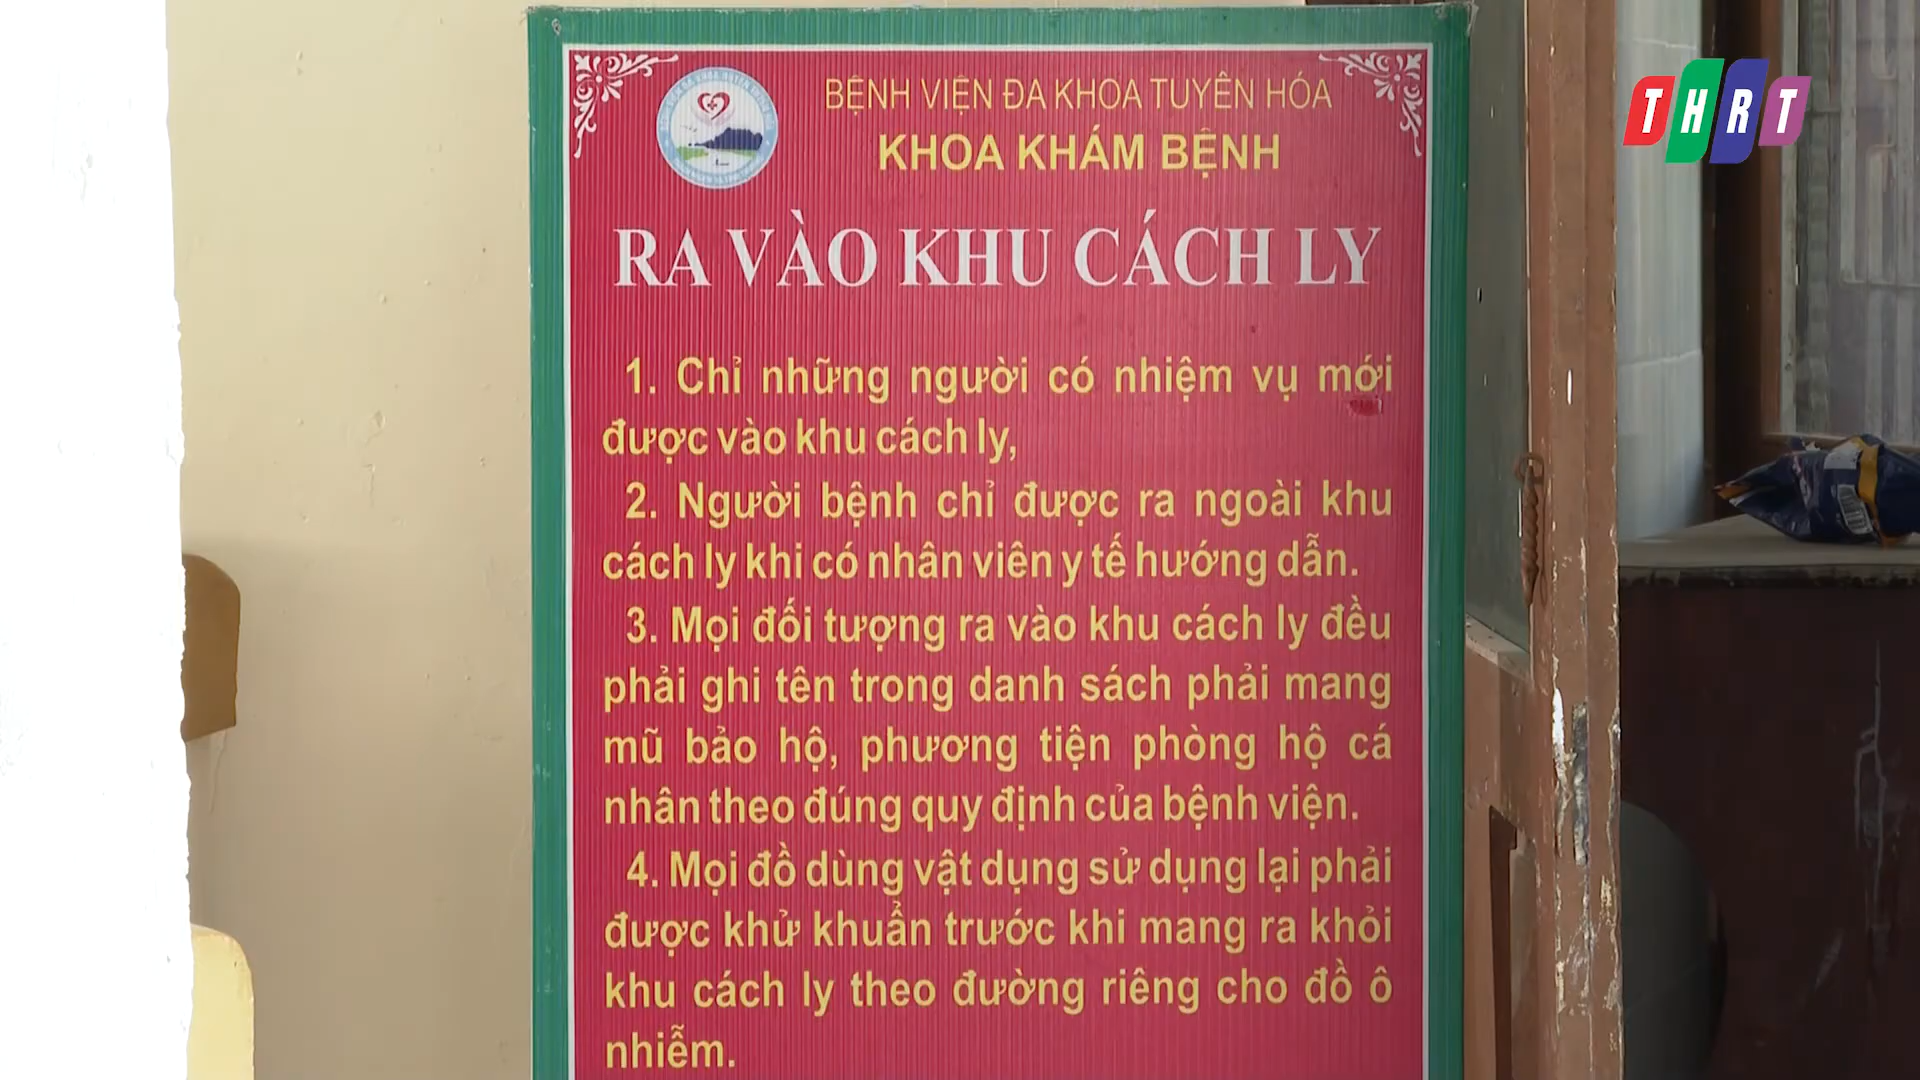 BỆNH VIỆN ĐA KHOA TUYÊN HÓA
KHOA KHÁM BỆNH
RA VÀO KHU CÁCH LY
1. Chỉ những người có nhiệm vụ mới
được vào khu cách ly,
2. Người bệnh chỉ được ra ngoài khu
cách ly khi có nhân viên y tế hướng dẫn.
3. Mọi đối tượng ra vào khu cách ly đều
phải ghi tên trong danh sách phải mang
mũ bảo hộ, phương tiện phòng hộ cá
nhân theo đúng quy định của bệnh viện.
4. Mọi đồ dùng vật dụng sử dụng lại phải
được khử khuẩn trước khi mang ra khỏi
khu cách ly theo đường riêng cho đồ ô
nhiễm.
THRT